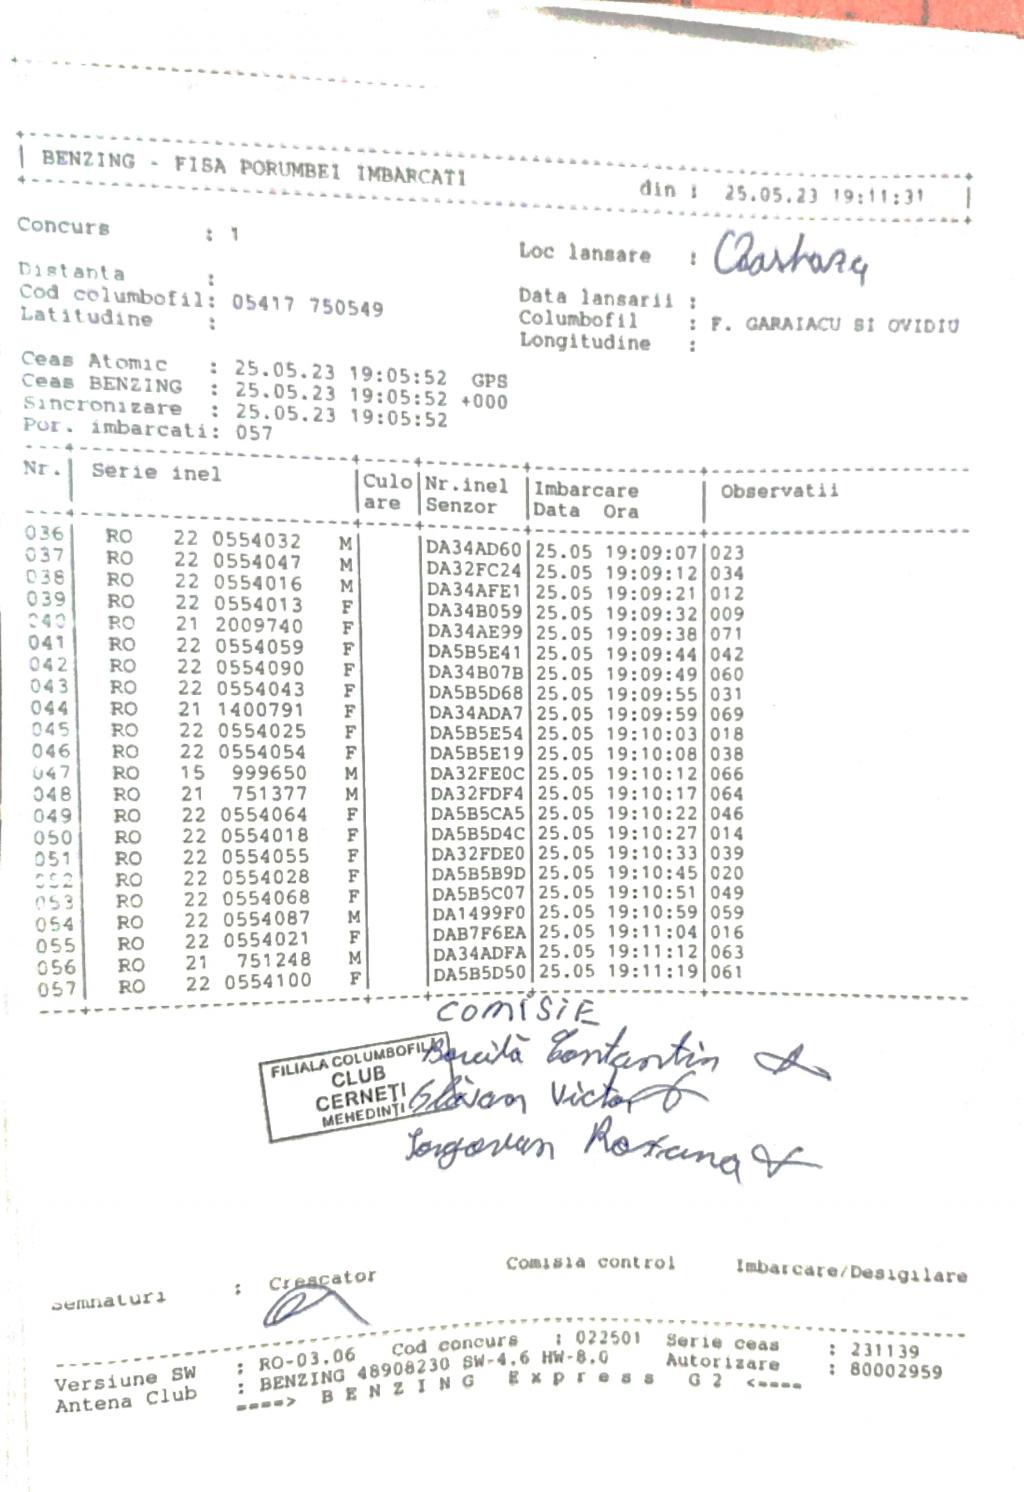 BENZING - FISA PORUMBEI IMBARCATI din : 25.05.23 19:11:31
Concurs : 1
Loc lansare :
Distanta :
Data lansarii :
Cod columbofil: 05417 750549
Columbofil : F. GARAIACU SI OVIDIU
Latitudine :
Longitudine :
Ceas Atomic : 25.05.23 19:05:52 GPS
Ceas BENZING : 25.05.23 19:05:52 +000
Sincronizare : 25.05.23 19:05:52
Por. imbarcati: 057
Nr. Serie inel Culo Nr.inel Imbarcare Observatii
are Senzor Data Ora
036 RO 22 0554032 M DA34AD60 25.05 19:09:07 023
037 RO 22 0554047 M DA32FC24 25.05 19:09:12 034
038 RO 22 0554016 M DA34AFE1 25.05 19:09:21 012
039 RO 22 0554013 F DA34B059 25.05 19:09:32 009
040 RO 21 2009740 F DA34AE99 25.05 19:09:38 071
041 RO 22 0554059 F DA5B5E41 25.05 19:09:44 042
042 RO 22 0554090 F DA34B07B 25.05 19:09:49 060
043 RO 22 0554043 F DA5B5D68 25.05 19:09:55 031
044 RO 21 1400791 F DA34ADA7 25.05 19:09:59 069
045 RO 22 0554025 F DA5B5E54 25.05 19:10:03 018
046 RO 22 0554054 F DA5B5E19 25.05 19:10:08 038
047 RO 15 999650 M DA32FE0C 25.05 19:10:12 066
048 RO 21 751377 M DA32FDF4 25.05 19:10:17 064
049 RO 22 0554064 F DA5B5CA5 25.05 19:10:22 046
050 RO 22 0554018 F DA5B5D4C 25.05 19:10:27 014
051 RO 22 0554055 F DA32FDE0 25.05 19:10:33 039
052 RO 22 0554028 F DA5B5B9D 25.05 19:10:45 020
053 RO 22 0554068 F DA5B5C07 25.05 19:10:51 049
054 RO 22 0554087 M DA1499F0 25.05 19:10:59 059
055 RO 22 0554021 F DAB7F6EA 25.05 19:11:04 016
056 RO 21 751248 M DA34ADFA 25.05 19:11:12 063
057 RO 22 0554100 F DA5B5D50 25.05 19:11:19 061
COMISIE
FILIALA COLUMBOFILA
CLUB
CERNEȚI
MEHEDINȚI
Victor
Roxana
Semnaturi : Crescator Comisia control Imbarcare/Desigilare
Versiune SW : RO-03.06 Cod concurs : 022501 Serie ceas : 231139
Antena Club : BENZING 48908230 SW-4.6 HW-8.0 Autorizare : 80002959
====> B E N Z I N G E x p r e s s G 2 <====